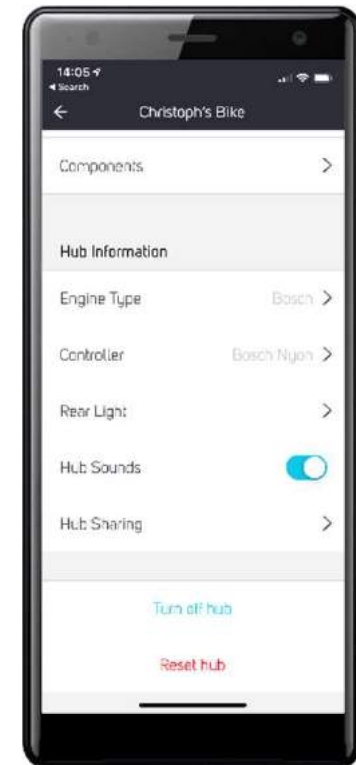 14:05
Search
Christoph's Bike
Components
Hub Information
Engine Type Bosch
Controller Bosch Nyon
Rear Light
Hub Sounds
Hub Sharing
Turn off hub
Reset hub